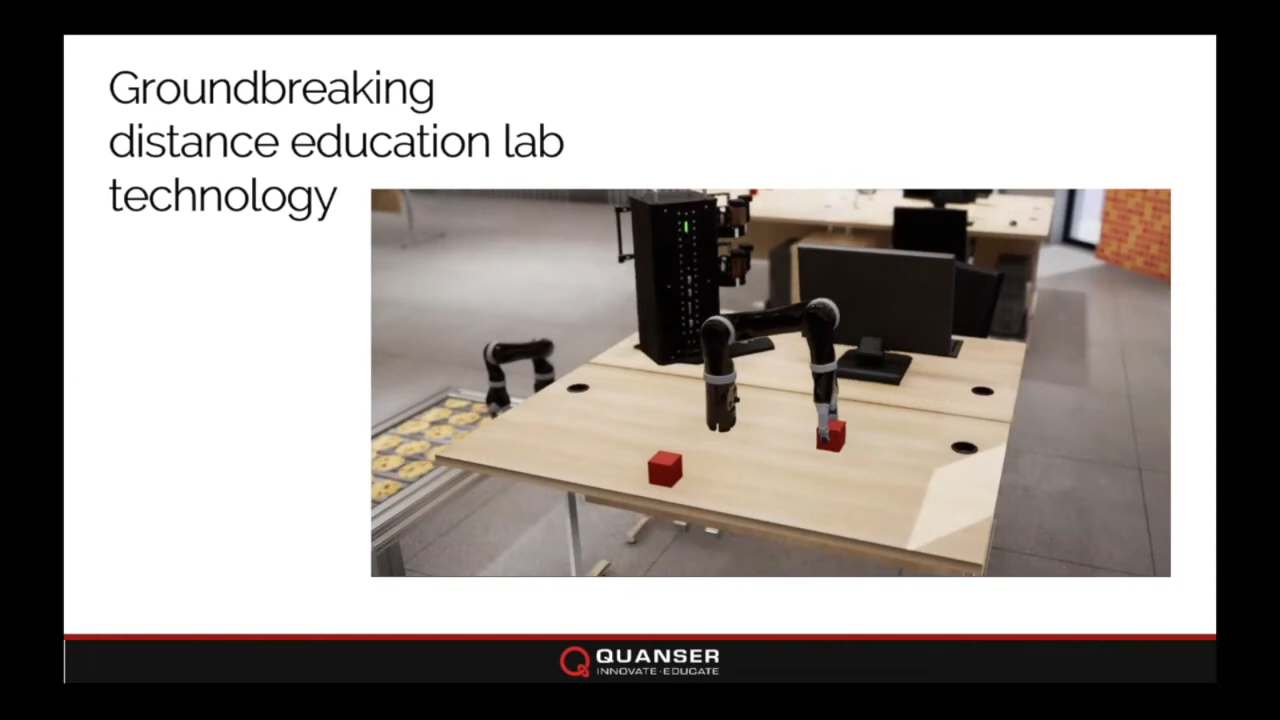 Groundbreaking
distance education lab
technology
QUANSER
INNOVATE·EDUCATE